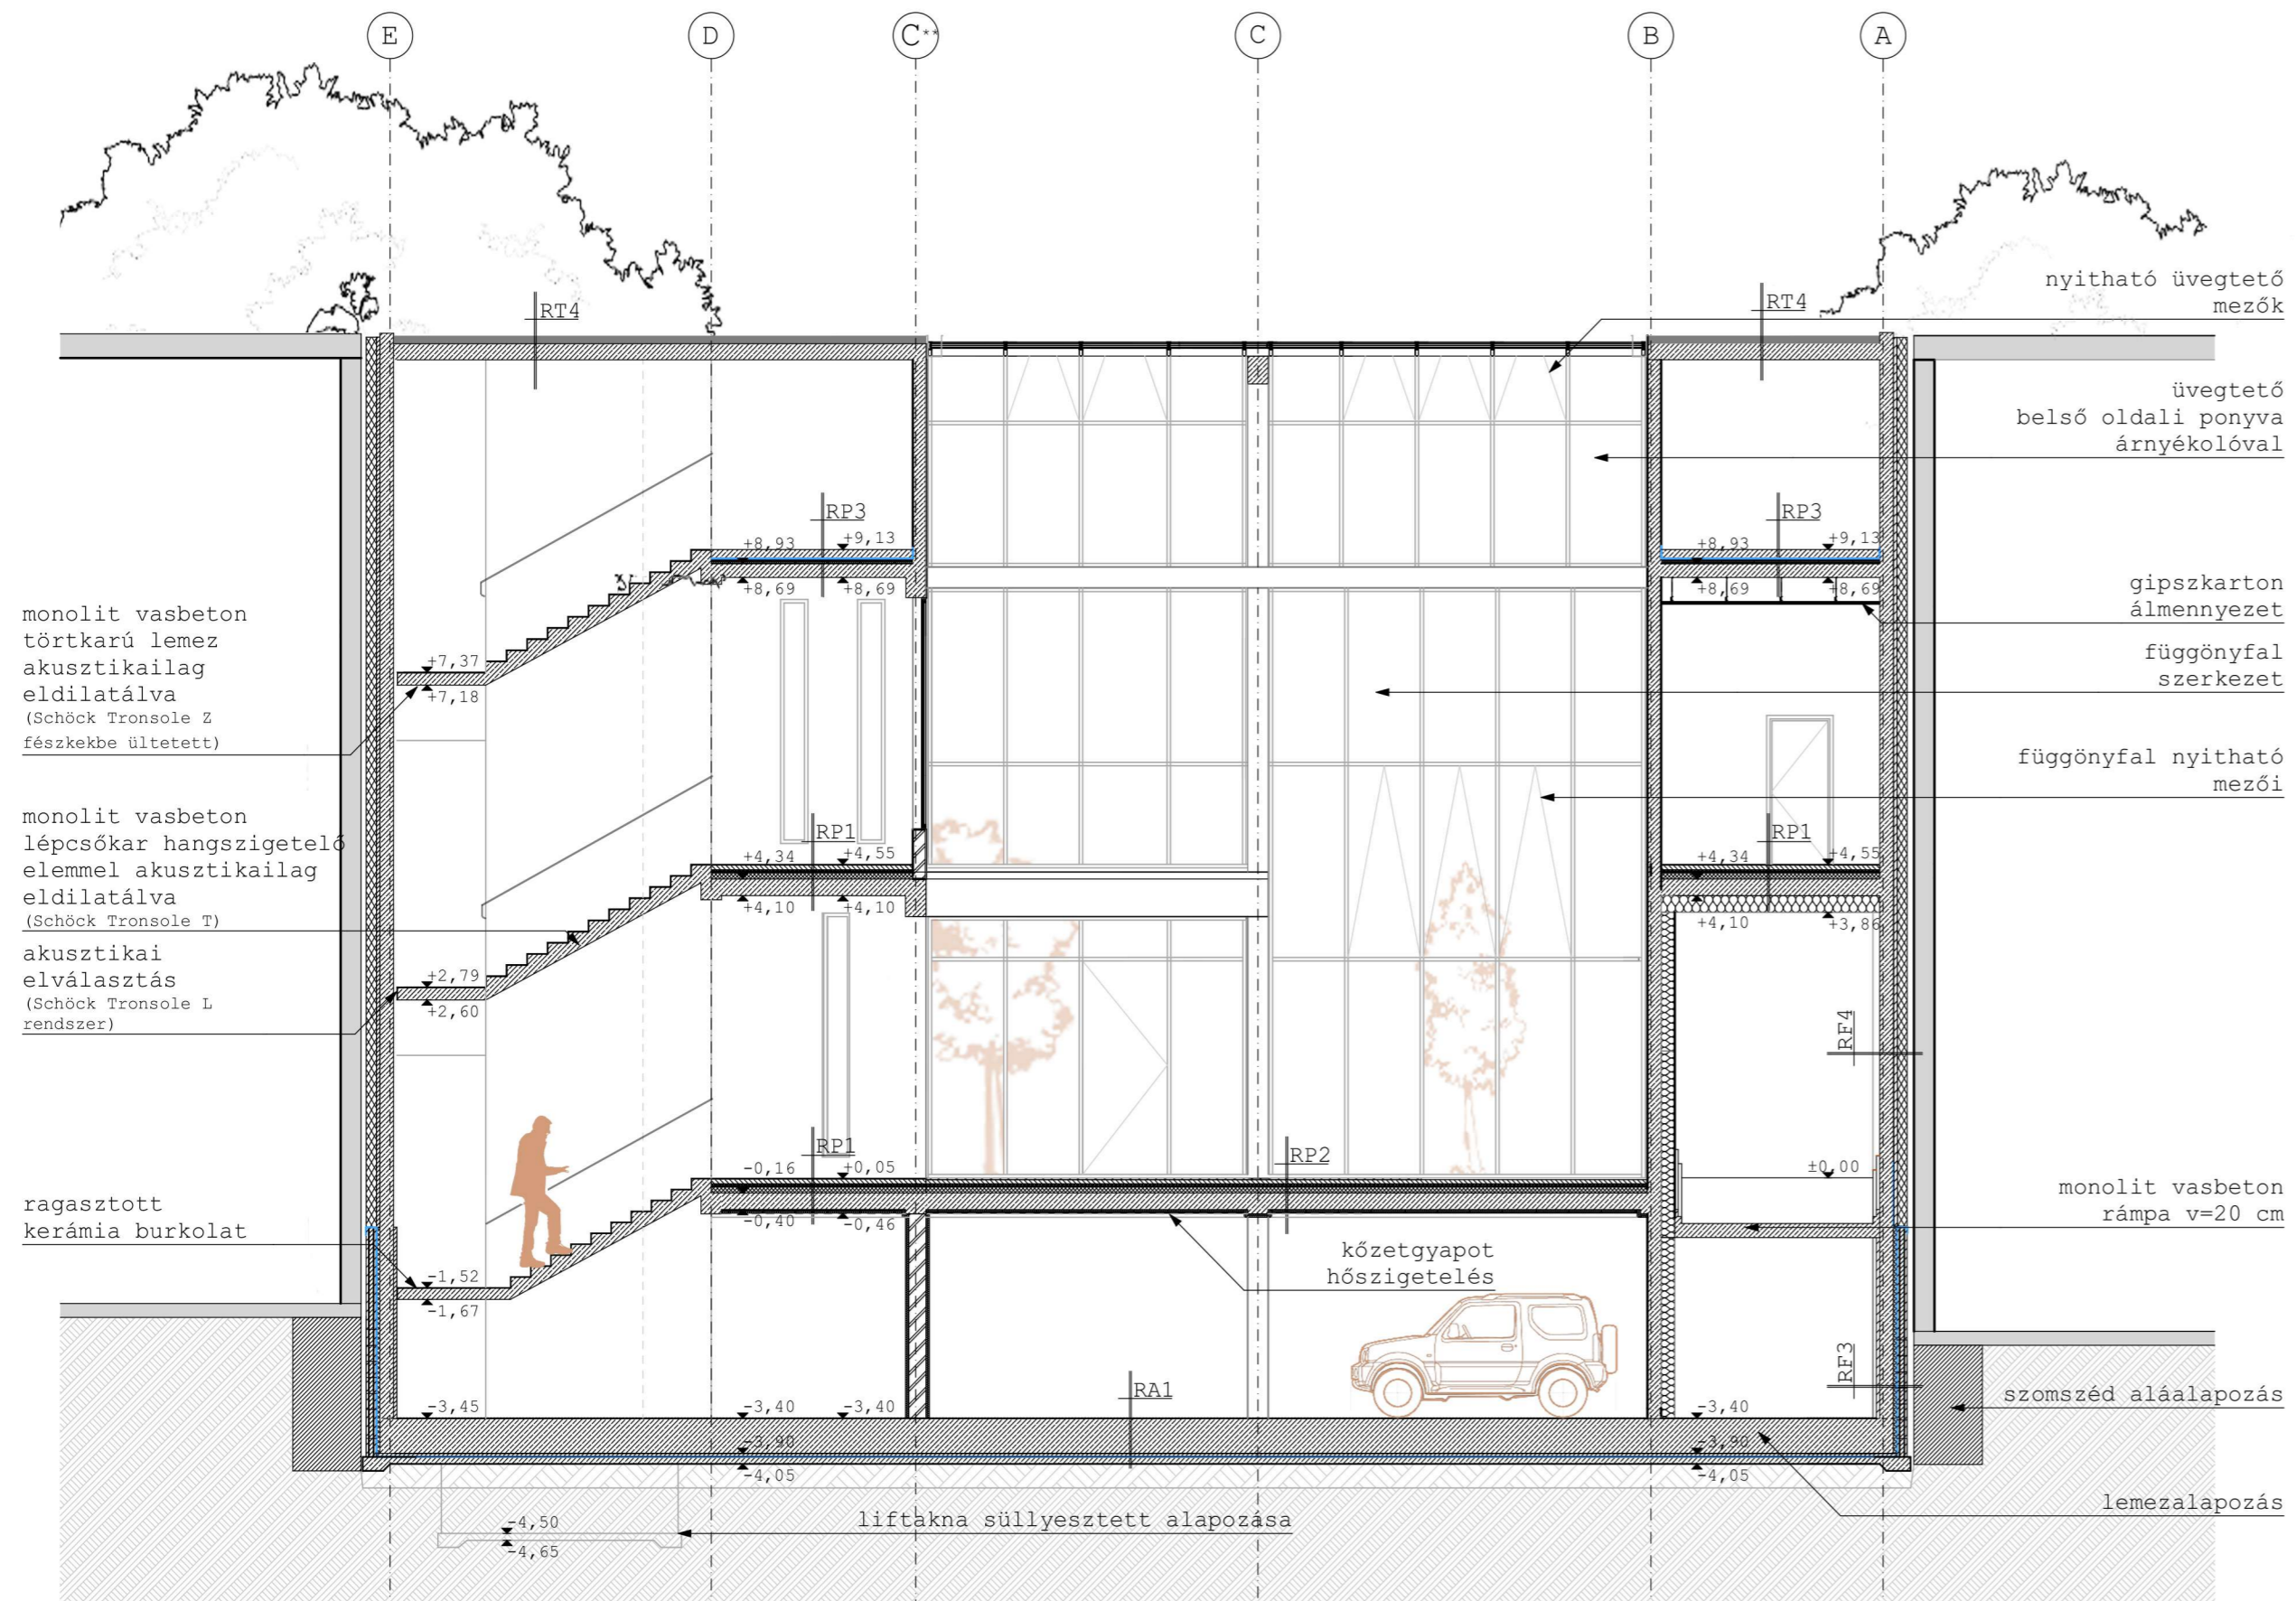 E
D
C**
C
B
A
RT4
RT4
nyitható üvegtető
mezők
üvegtető
belső oldali ponyva
árnyékolóval
RP3
+8,93
+9,13
+8,69
+8,69
RP3
+8,93
+9,13
+8,69
+8,69
gipszkarton
álmennyezet
függönyfal
szerkezet
függönyfal nyitható
mezői
monolit vasbeton
törtkarú lemez
akusztikailag
eldilatálva
(Schöck Tronsole Z
fészkekbe ültetett)
+7,37
+7,18
monolit vasbeton
lépcsőkar hangszigetelő
elemmel akusztikailag
eldilatálva
(Schöck Tronsole T)
akusztikai
elválasztás
(Schöck Tronsole L
rendszer)
RP1
+4,34
+4,55
+4,10
+4,10
RP1
+4,34
+4,55
+4,10
+3,86
+2,79
+2,60
RF4
RP1
-0,16
+0,05
-0,40
-0,46
RP2
±0,00
monolit vasbeton
rámpa v=20 cm
ragasztott
kerámia burkolat
-1,52
-1,67
kőzetgyapot
hőszigetelés
RF3
RA1
-3,45
-3,40
-3,40
-3,40
-3,90
-4,05
-3,90
-4,05
szomszéd aláalapozás
lemezalapozás
-4,50
-4,65
liftakna süllyesztett alapozása